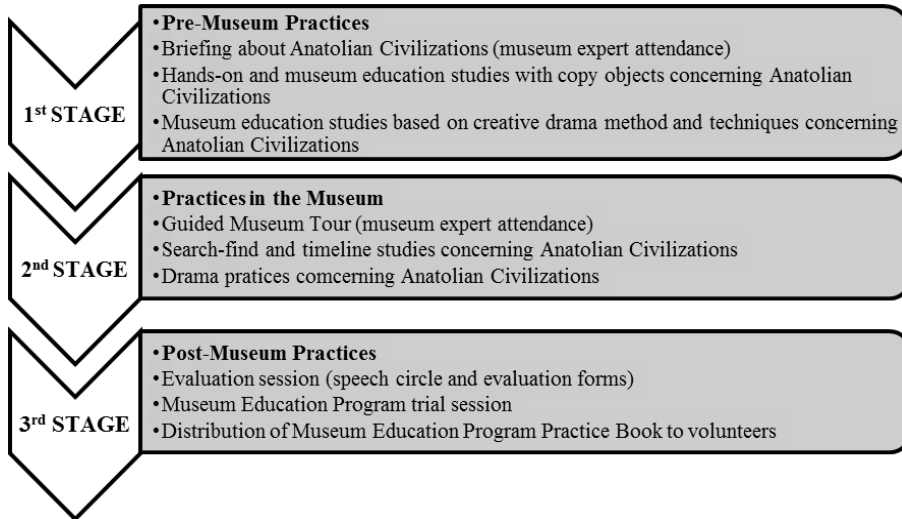 1st STAGE
•Pre-Museum Practices
•Briefing about Anatolian Civilizations (museum expert attendance)
•Hands-on and museum education studies with copy objects concerning Anatolian
Civilizations
•Museum education studies based on creative drama method and techniques concerning
Anatolian Civilizations
2nd STAGE
•Practices in the Museum
•Guided Museum Tour (museum expert attendance)
•Search-find and timeline studies concerning Anatolian Civilizations
•Drama pratices comcerning Anatolian Civilizations
3rd STAGE
•Post-Museum Practices
•Evaluation session (speech circle and evaluation forms)
•Museum Education Program trial session
•Distribution of Museum Education Program Practice Book to volunteers